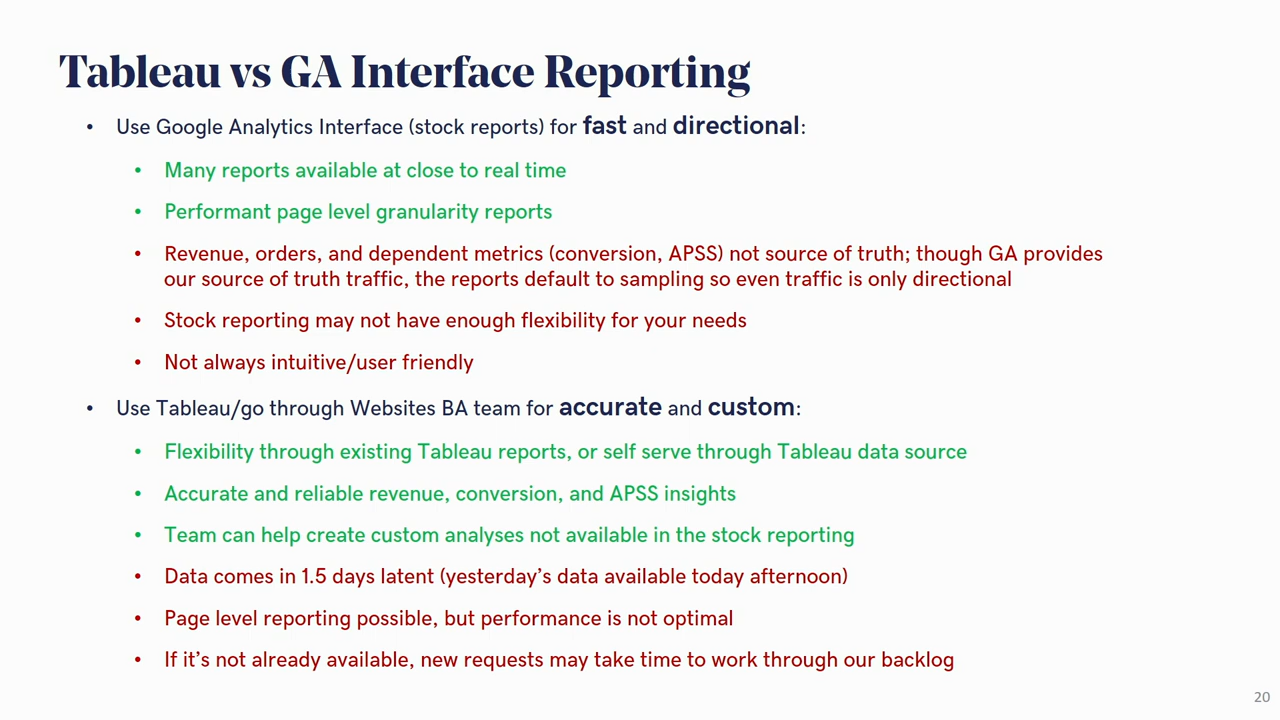 Tableau vs GA Interface Reporting
• Use Google Analytics Interface (stock reports) for fast and directional:
• Many reports available at close to real time
• Performant page level granularity reports
• Revenue, orders, and dependent metrics (conversion, APSS) not source of truth; though GA provides
our source of truth traffic, the reports default to sampling so even traffic is only directional
• Stock reporting may not have enough flexibility for your needs
• Not always intuitive/user friendly
• Use Tableau/go through Websites BA team for accurate and custom:
• Flexibility through existing Tableau reports, or self serve through Tableau data source
• Accurate and reliable revenue, conversion, and APSS insights
• Team can help create custom analyses not available in the stock reporting
• Data comes in 1.5 days latent (yesterday’s data available today afternoon)
• Page level reporting possible, but performance is not optimal
• If it’s not already available, new requests may take time to work through our backlog
20